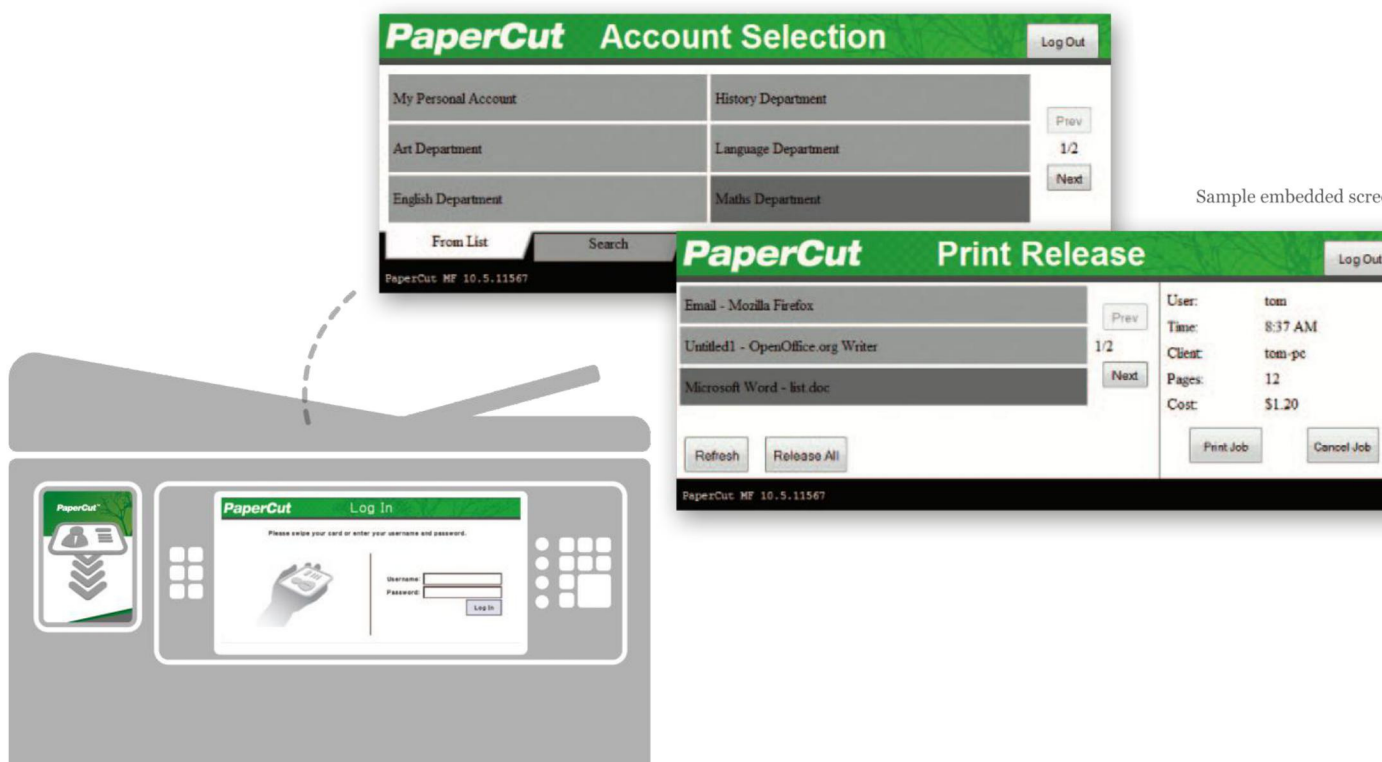 PaperCut Account Selection Log Out
My Personal Account History Department
Prev
Art Department Language Department 1/2
Next
English Department Maths Department
From List Search
PaperCut MF 10.5.11567
Sample embedded
PaperCut Print Release Log Out
Email - Mozilla Firefox
Prev
Untitled1 - OpenOffice.org Writer 1/2
Next
Microsoft Word - list.doc
Refresh Release All
User: tom
Time: 8:37 AM
Client: tom-pc
Pages: 12
Cost: $1.20
Print Job Cancel Job
PaperCut MF 10.5.11567
PaperCut
PaperCut Log In
Please swipe your card or enter your username and password.
Username:
Password:
Log In